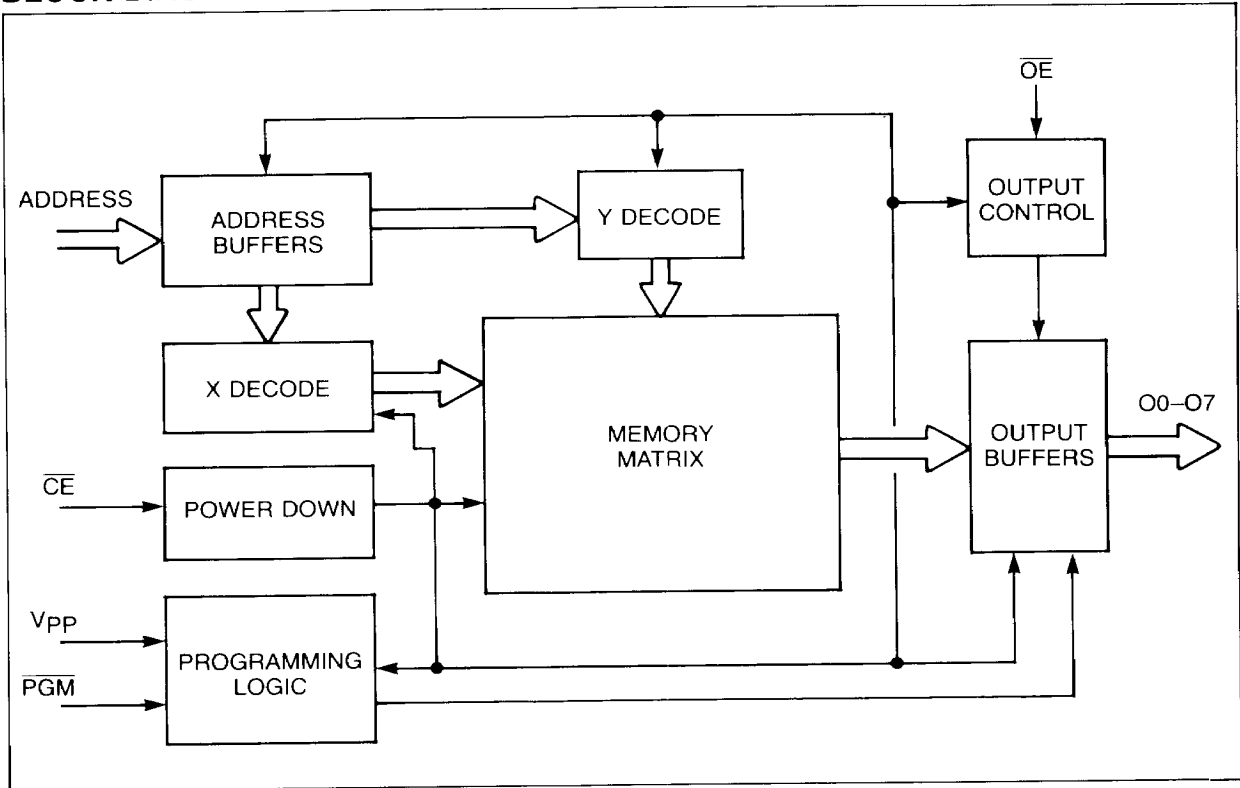 OE
ADDRESS
ADDRESS
BUFFERS
Y DECODE
OUTPUT
CONTROL
X DECODE
MEMORY
MATRIX
OUTPUT
BUFFERS
O0–O7
CE
POWER DOWN
VPP
PGM
PROGRAMMING
LOGIC